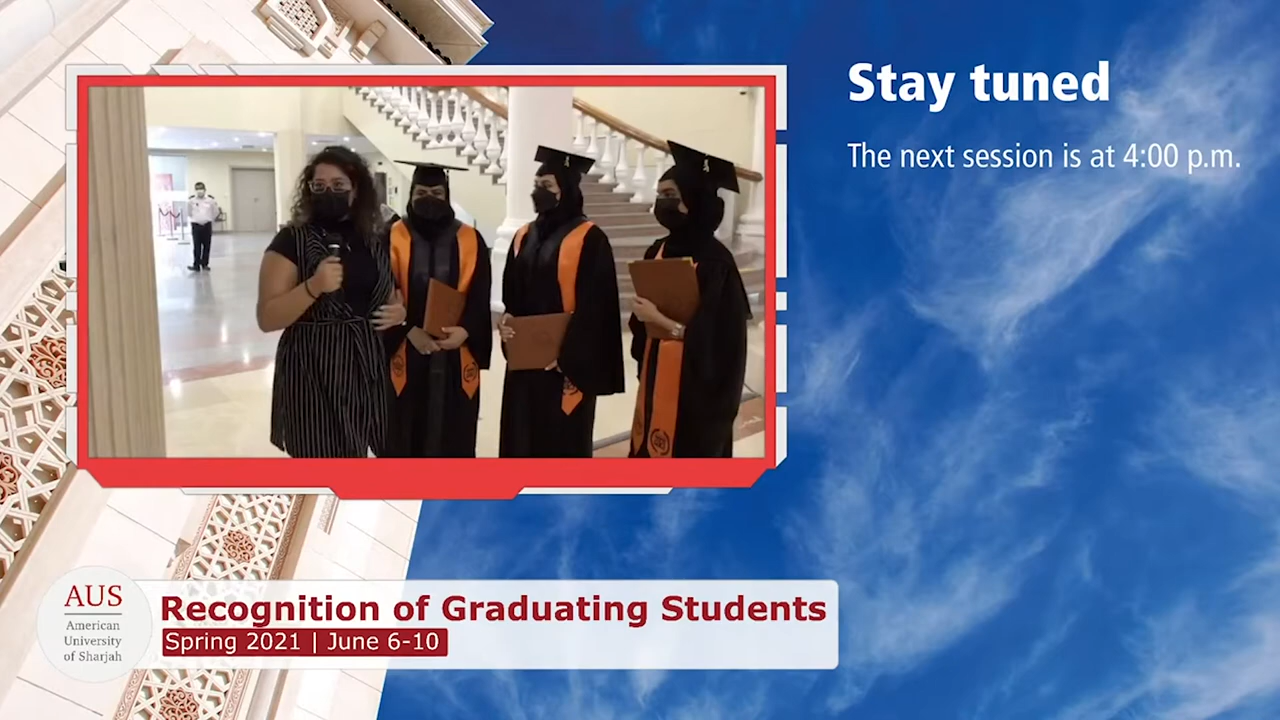 Stay tuned
The next session is at 4:00 p.m.
AUS
American
University
of Sharjah
Recognition of Graduating Students
Spring 2021 | June 6-10